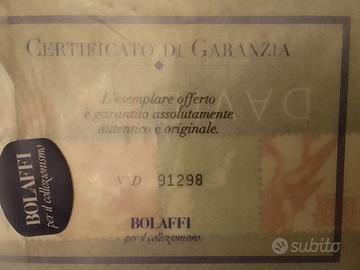 CERTIFICATO DI GARANZIA
L'esemplare offerto
è garantito assolutamente
autentico e originale.
N° D 91298
BOLAFFI
per il collezionismo
BOLAFFI
per il collezionismo
subito